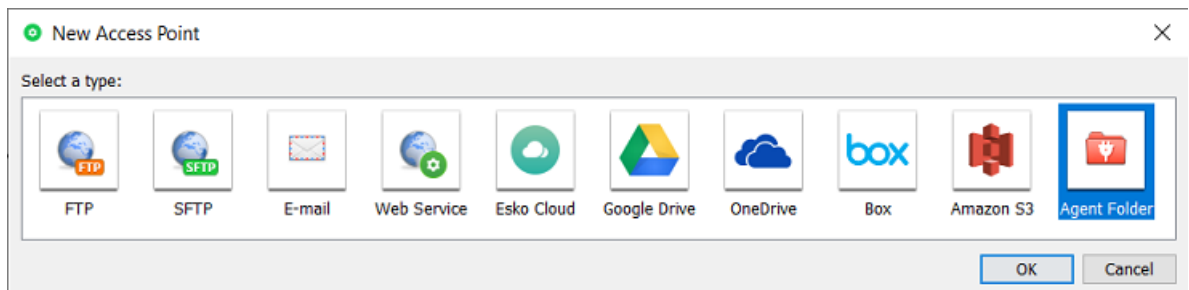 New Access Point
Select a type:
FTP
SFTP
box
FTP SFTP E-mail Web Service Esko Cloud Google Drive OneDrive Box Amazon S3 Agent Folder
OK Cancel